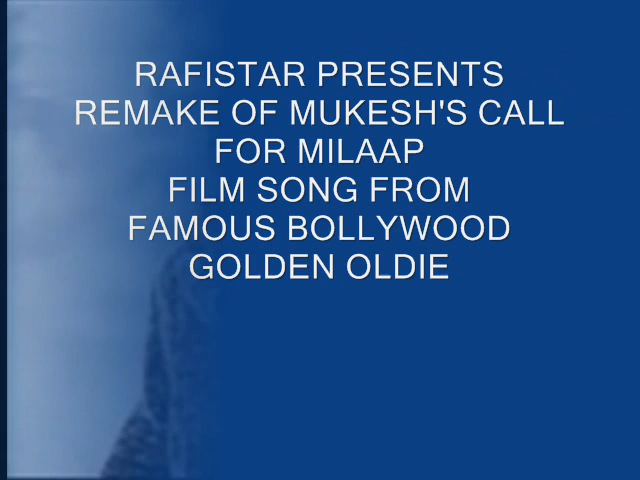 RAFISTAR PRESENTS
REMAKE OF MUKESH'S CALL
FOR MILAAP
FILM SONG FROM
FAMOUS BOLLYWOOD
GOLDEN OLDIE